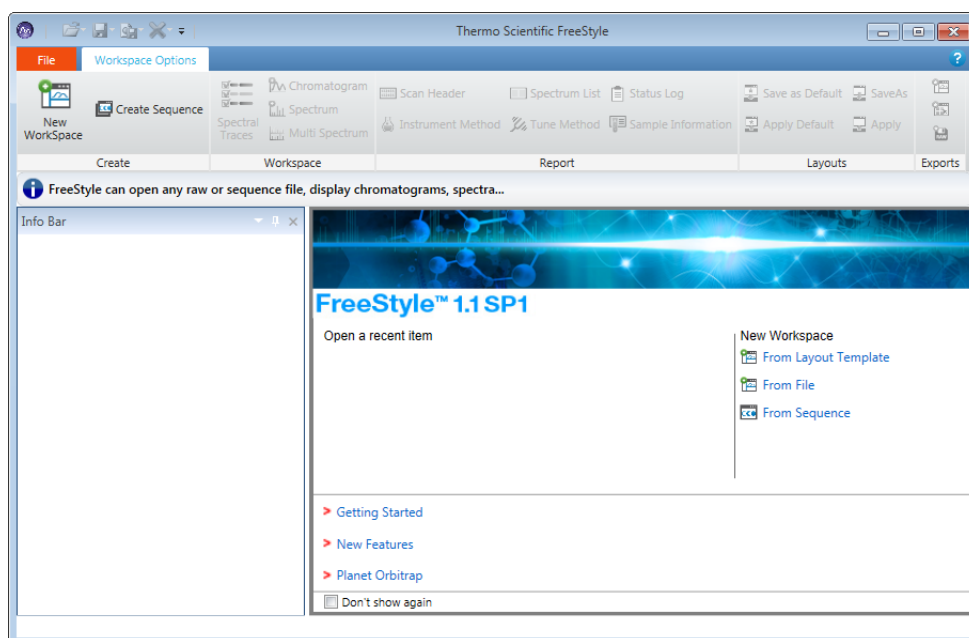 Thermo Scientific FreeStyle
File Workspace Options
New WorkSpace
Create Sequence
Create
Spectral Traces
Chromatogram
Spectrum
Multi Spectrum
Workspace
Scan Header Spectrum List Status Log
Instrument Method Tune Method Sample Information
Report
Save as Default SaveAs
Apply Default Apply
Layouts
Exports
FreeStyle can open any raw or sequence file, display chromatograms, spectra...
Info Bar
FreeStyle™ 1.1 SP1
Open a recent item
New Workspace
From Layout Template
From File
From Sequence
Getting Started
New Features
Planet Orbitrap
Don't show again